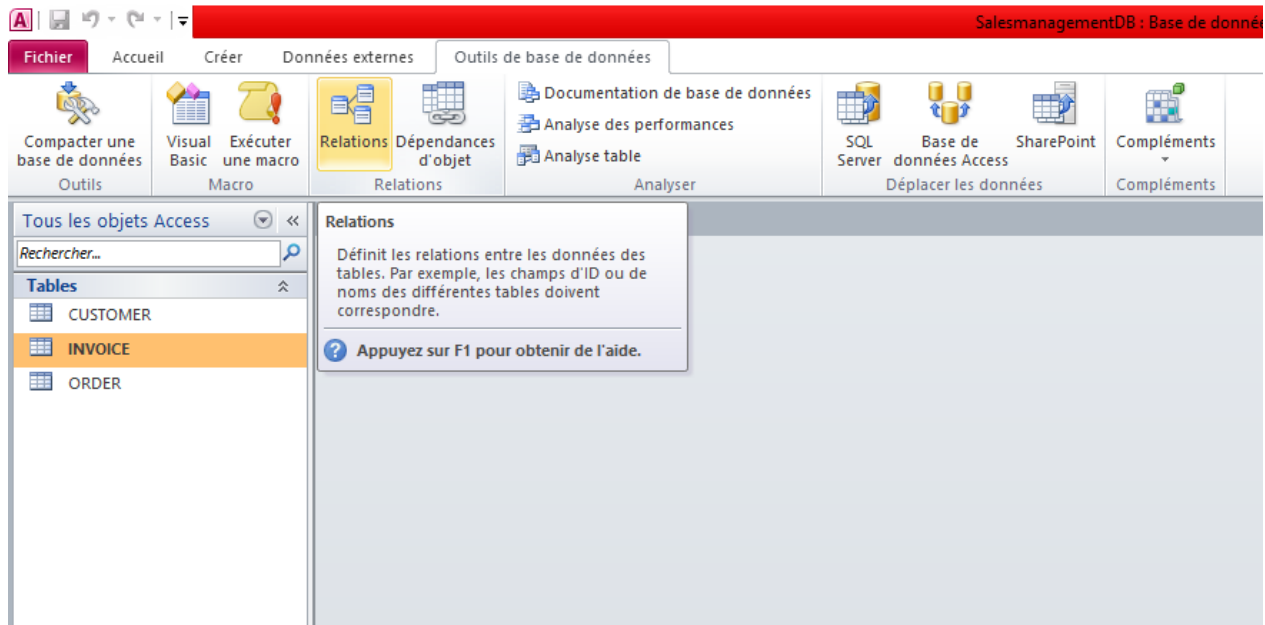 A
SalesmanagementDB : Base de donnée
Fichier Accueil Créer Données externes Outils de base de données
Compacter une base de données
Visual Basic
Exécuter une macro
Relations
Dépendances d'objet
Documentation de base de données
Analyse des performances
Analyse table
SQL Server
Base de données Access
SharePoint
Compléments
Outils Macro Relations Analyser Déplacer les données Compléments
Tous les objets Access «
Rechercher...
Tables
CUSTOMER
INVOICE
ORDER
Relations
Définit les relations entre les données des
tables. Par exemple, les champs d'ID ou de
noms des différentes tables doivent
correspondre.
Appuyez sur F1 pour obtenir de l'aide.